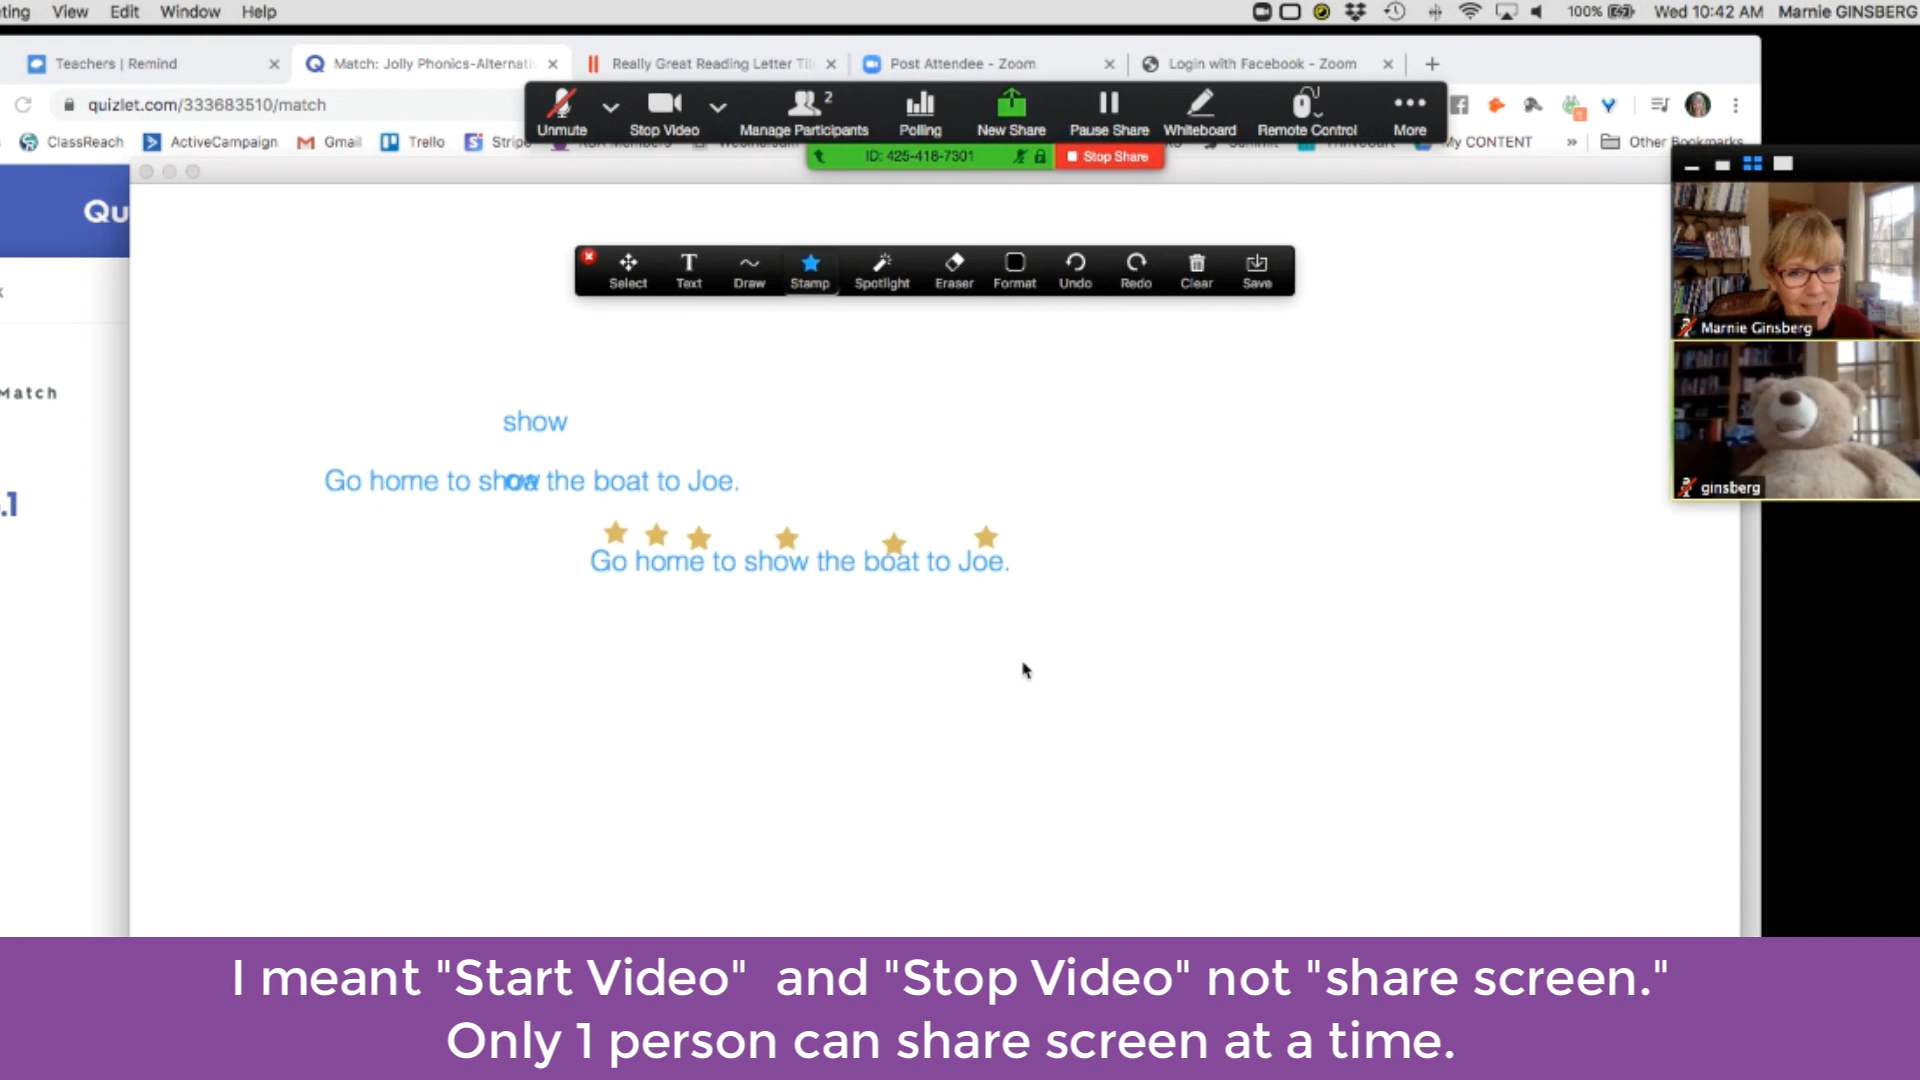 ting View Edit Window Help 100% Wed 10:42 AM Marnie GINSBERG
Teachers | Remind Match: Jolly Phonics-Alternati Really Great Reading Letter Til Post Attendee - Zoom Login with Facebook - Zoom
quizlet.com/333683510/match
Unmute Stop Video Manage Participants 2 Polling New Share Pause Share Whiteboard Remote Control More
ClassReach ActiveCampaign Gmail Trello Stripe My CONTENT » Other Bookmarks
ID: 425-418-7301 Stop Share
Qu
Select Text Draw Stamp Spotlight Eraser Format Undo Redo Clear Save
Marnie Ginsberg
Match
show
Go home to show the boat to Joe.
ginsberg
.1
Go home to show the boat to Joe.
I meant "Start Video" and "Stop Video" not "share screen."
Only 1 person can share screen at a time.